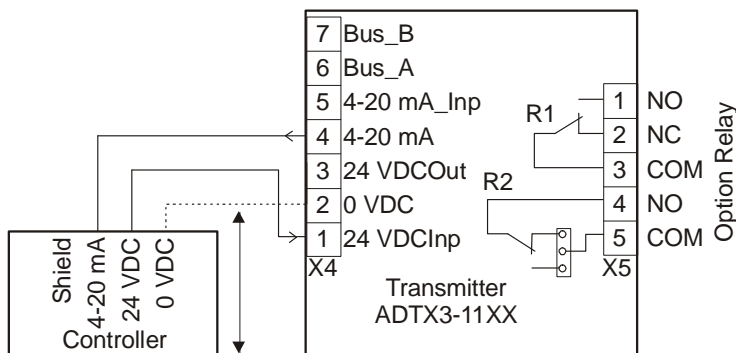 7 Bus_B
6 Bus_A
5 4-20 mA_Inp
4 4-20 mA
3 24 VDCOut
2 0 VDC
1 24 VDCInp
X4
R1
R2
1 NO
2 NC
3 COM
4 NO
5 COM
X5
Option Relay
Transmitter
ADTX3-11XX
Shield
4-20 mA
24 VDC
0 VDC
Controller